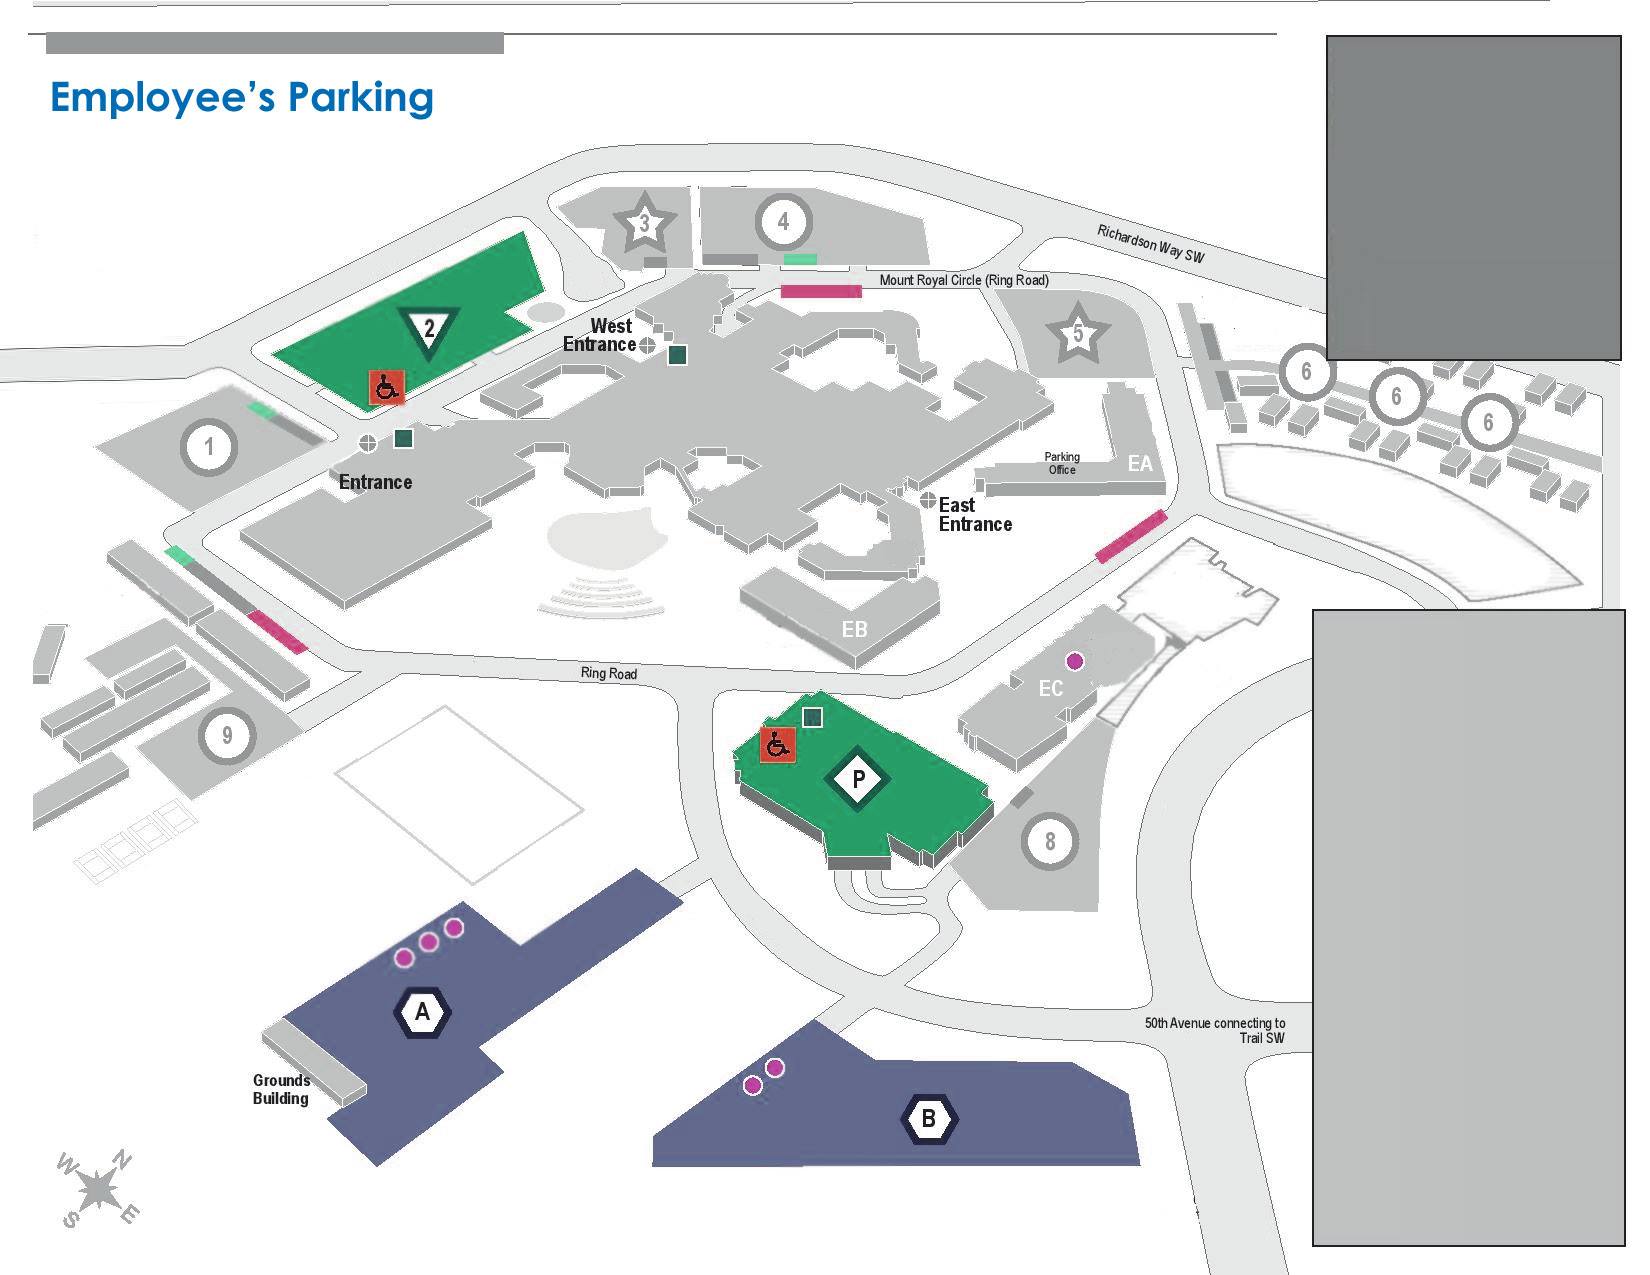 Employee's Parking
3
4
Richardson Way SW
Mount Royal Circle (Ring Road)
2
West
Entrance
5
6
6
6
1
Entrance
Parking
Office
EA
East
Entrance
EB
EC
Ring Road
9
P
8
A
50th Avenue connecting to
Trail SW
Grounds
Building
B
W
N
S
E